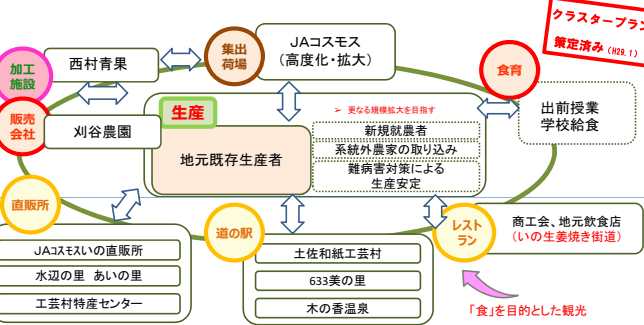 クラスタープラン
策定済み（H29.1）
加工
施設
西村青果
集出
荷場
JAコスモス
（高度化・拡大）
食育
出前授業
学校給食
販売
会社
刈谷農園
生産
➢ 更なる規模拡大を目指す
地元既存生産者
新規就農者
系統外農家の取り込み
難病害対策による
生産安定
直販所
JAコスモスいの直販所
水辺の里 あいの里
工芸村特産センター
道の駅
土佐和紙工芸村
633美の里
木の香温泉
レスト
ラン
商工会、地元飲食店
（いの生姜焼き街道）
「食」を目的とした観光